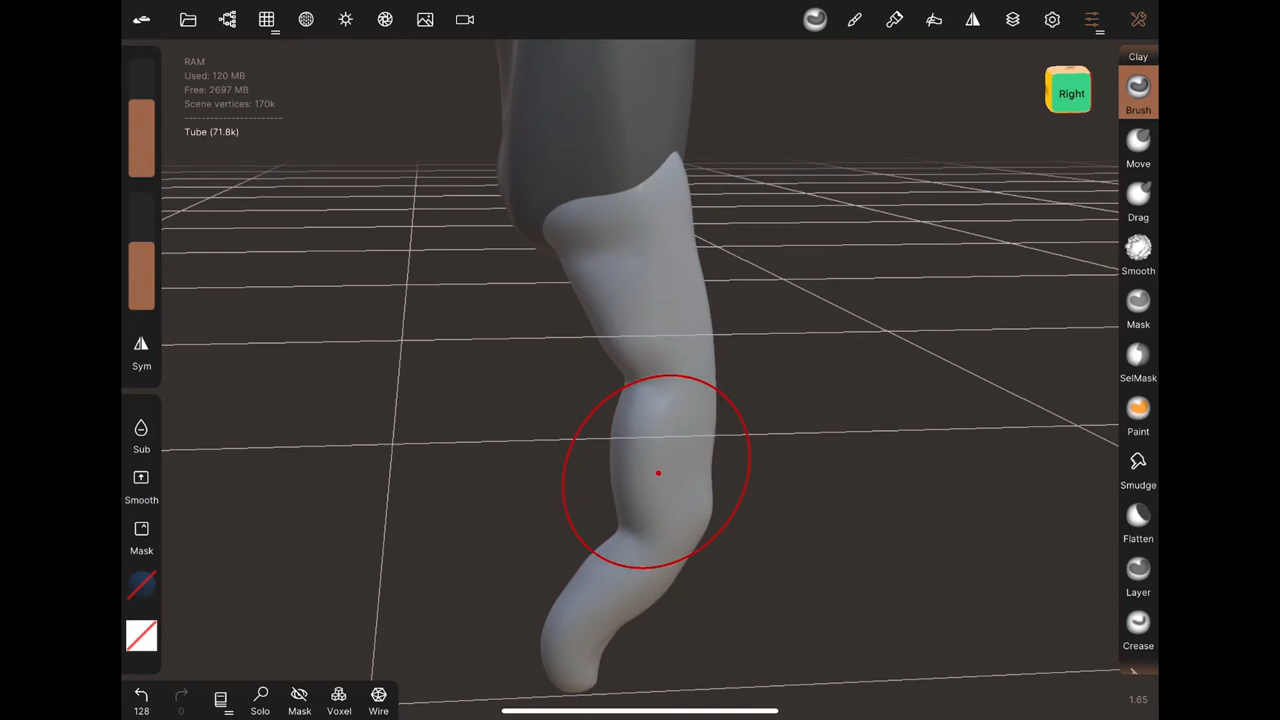 RAM
Used: 120 MB
Free: 2697 MB
Scene vertices: 170k
Tube (71.8k)
Right
Sym
Sub
Smooth
Mask
128
0
Solo
Mask
Voxel
Wire
Clay
Brush
Move
Drag
Smooth
Mask
SelMask
Paint
Smudge
Flatten
Layer
Crease
1.65